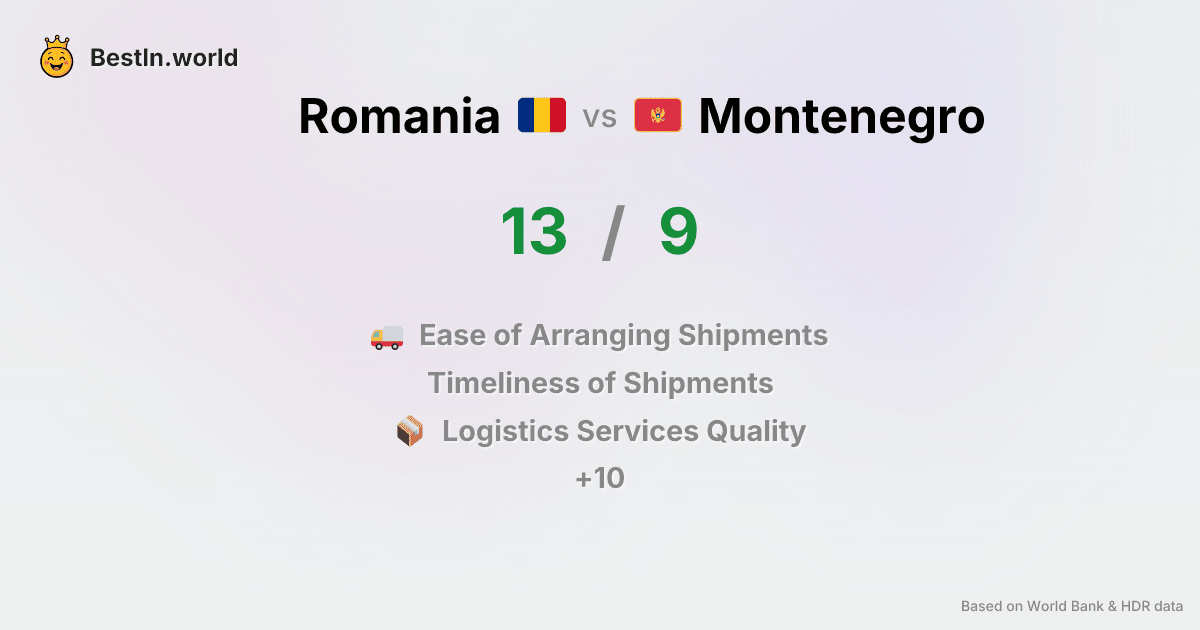 BestIn.world
Romania vs Montenegro
13 / 9
Ease of Arranging Shipments
Timeliness of Shipments
Logistics Services Quality
+10
Based on World Bank & HDR data